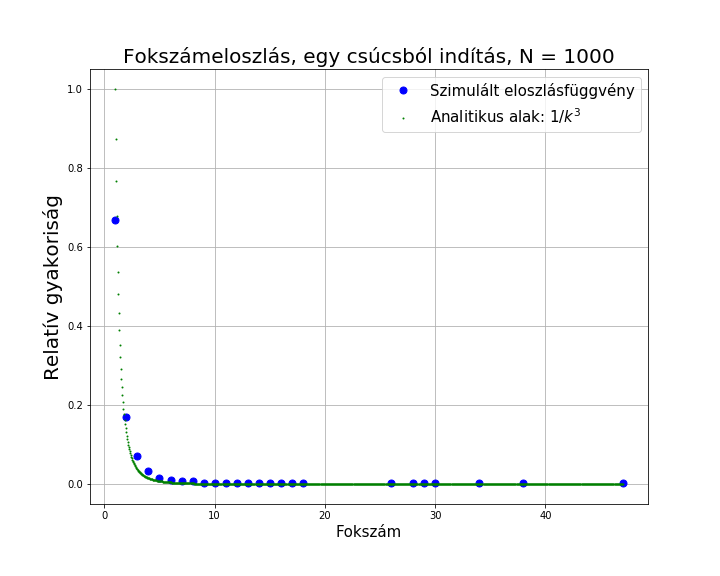 Fokszámeloszlás, egy csúcsból indítás, N = 1000
Szimulált eloszlásfüggvény
Analitikus alak: 1/k³
Relatív gyakoriság
1.0
0.8
0.6
0.4
0.2
0.0
0 10 20 30 40
Fokszám